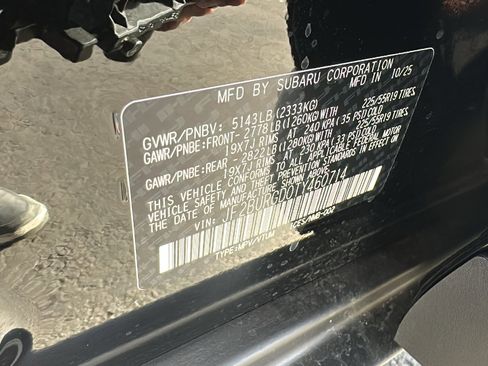 MFD BY SUBARU CORPORATION 10/25
GVWR/PNBV: 5143LB(2333KG)
GAWR/PNBE:FRONT- 2778LB(1260KG)WITH 225/55R19 TIRES
19X7J RIMS AT 240 KPA(35 PSI)COLD
GAWR/PNBE:REAR - 2822LB(1280KG)WITH 225/55R19 TIRES
19X7J RIMS AT 230 KPA(33 PSI)COLD
THIS VEHICLE CONFORMS TO ALL APPLICABLE FEDERAL MOTOR
VEHICLE SAFETY AND THEFT PREVENTION STANDARDS IN EFFECT
ON THE DATE OF MANUFACTURE SHOWN ABOVE.
VIN:
TYPE:MPV/VTUM